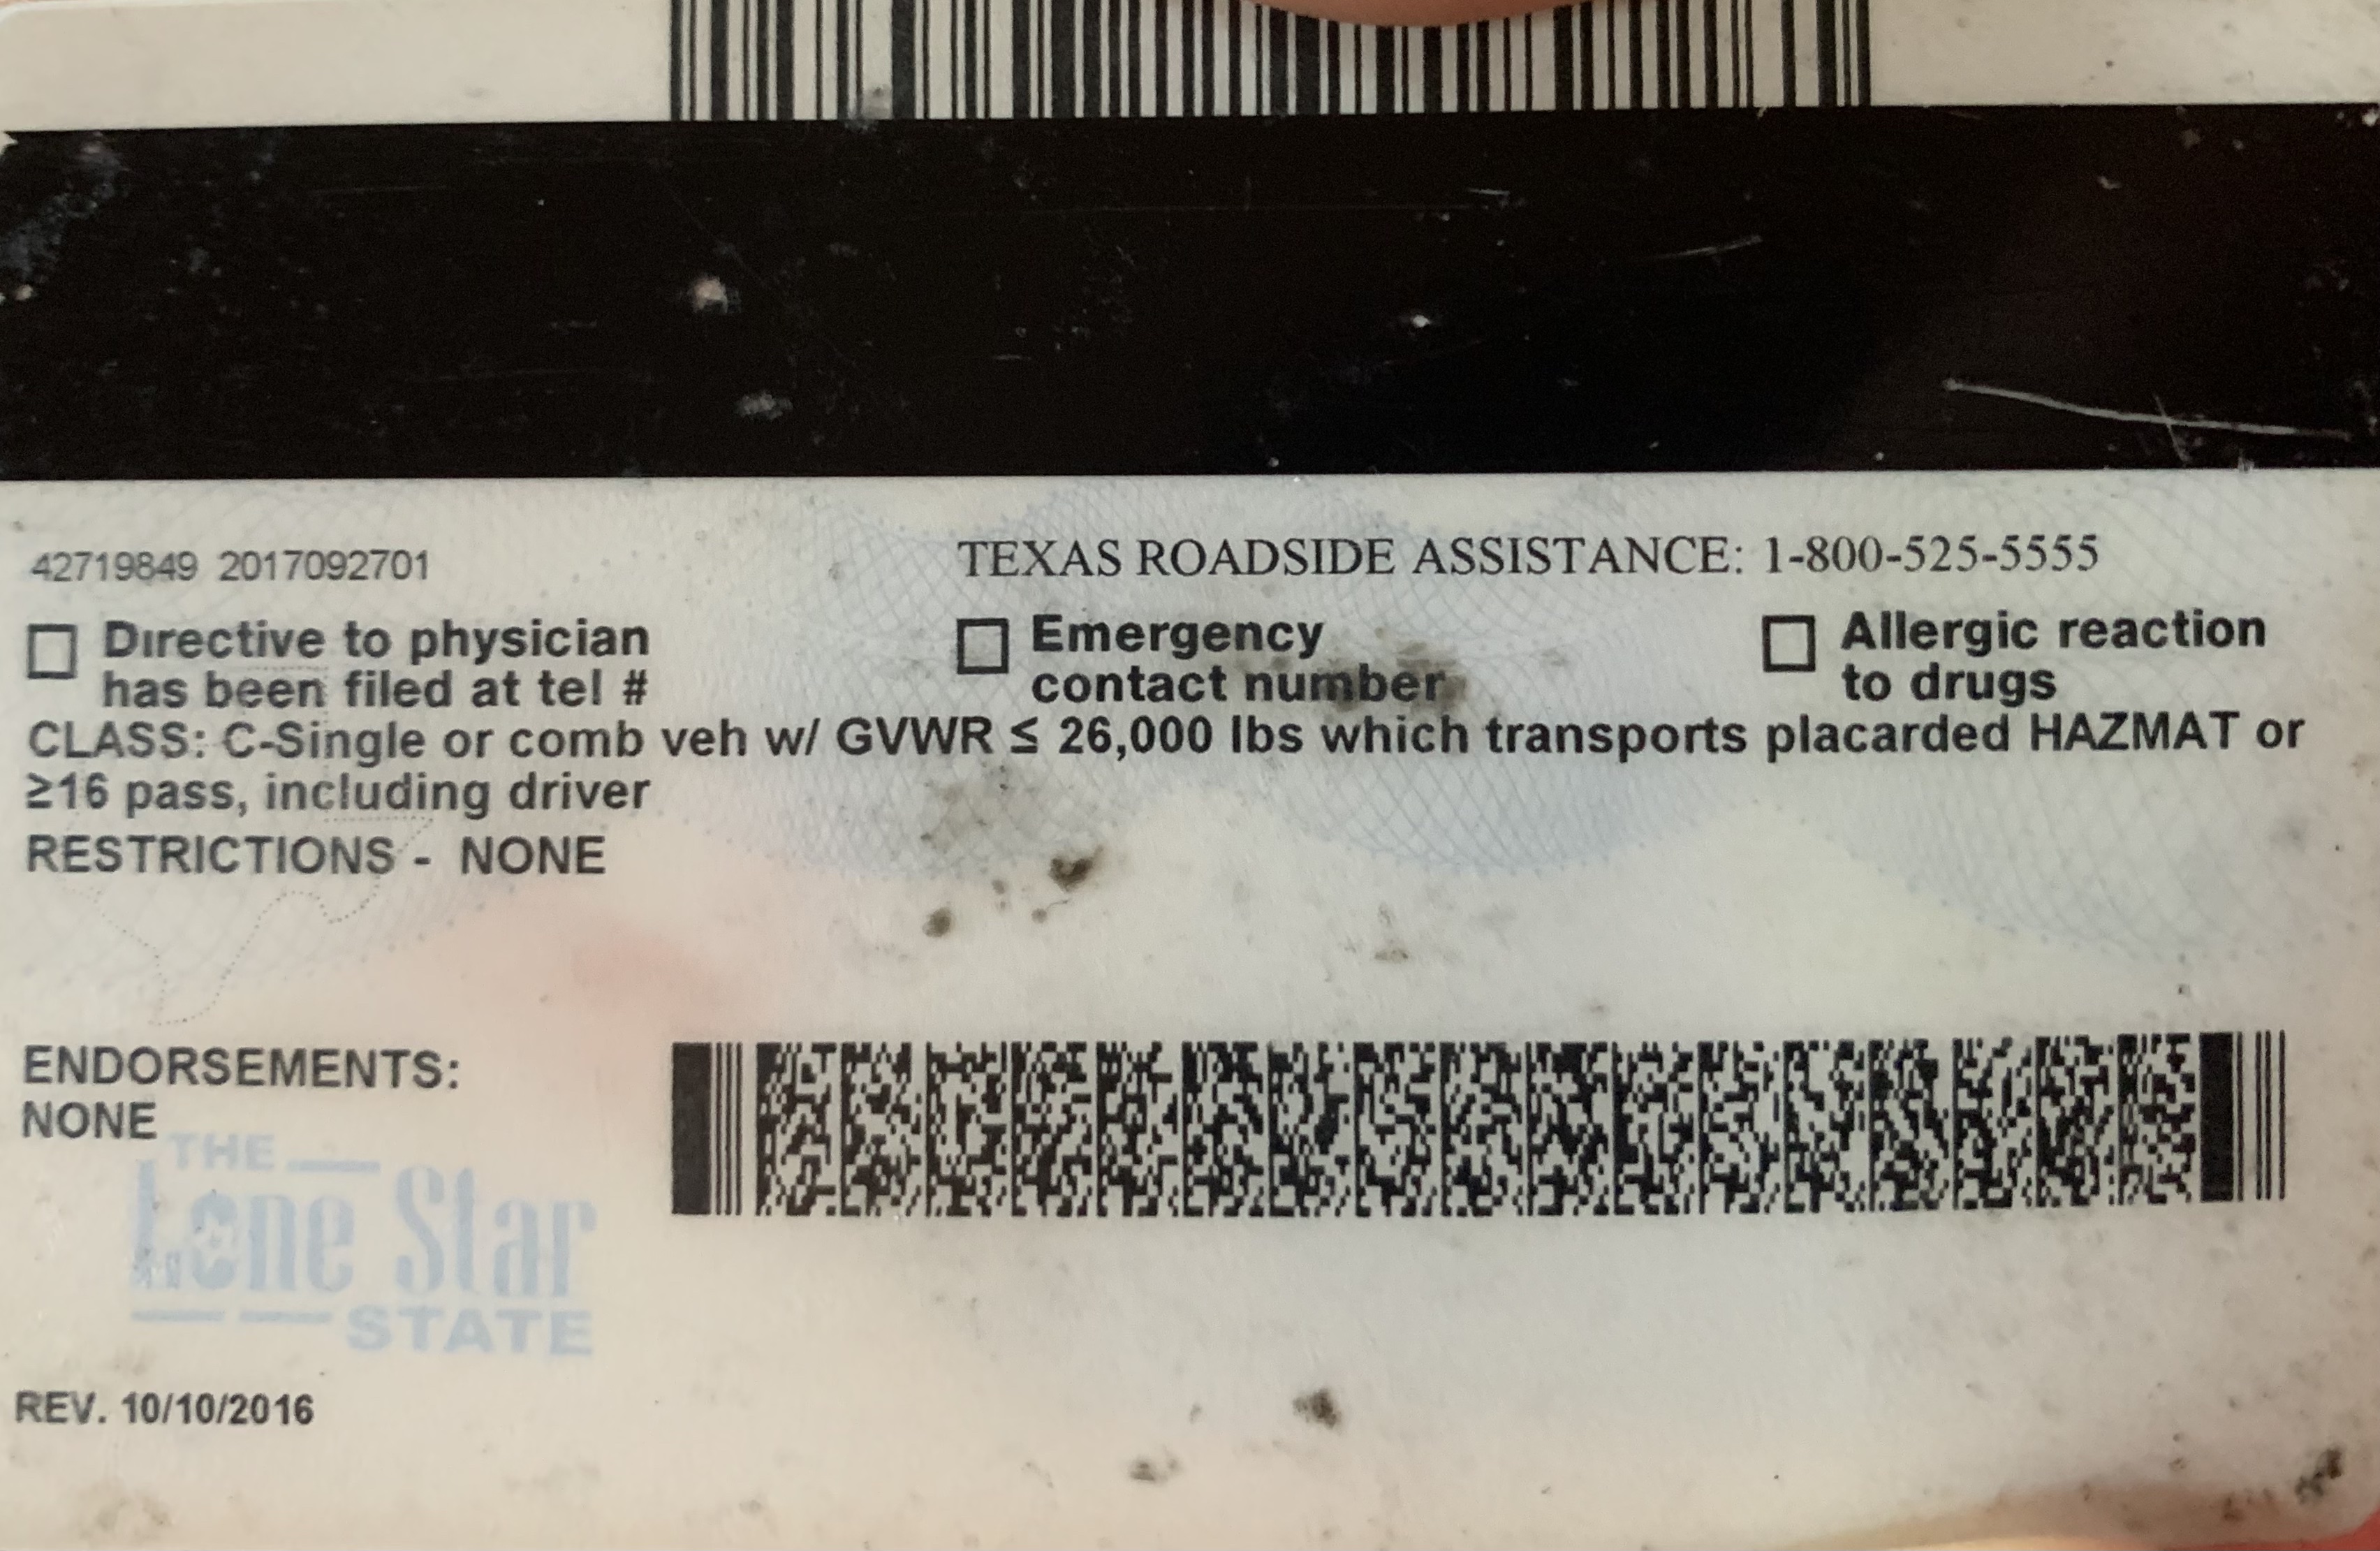 42719849 2017092701
TEXAS ROADSIDE ASSISTANCE: 1-800-525-5555
Directive to physician
has been filed at tel #
Emergency
contact number
Allergic reaction
to drugs
CLASS: C-Single or comb veh w/ GVWR ≤ 26,000 lbs which transports placarded HAZMAT or
≥16 pass, including driver
RESTRICTIONS - NONE
ENDORSEMENTS:
NONE
THE
Lone Star
STATE
REV. 10/10/2016